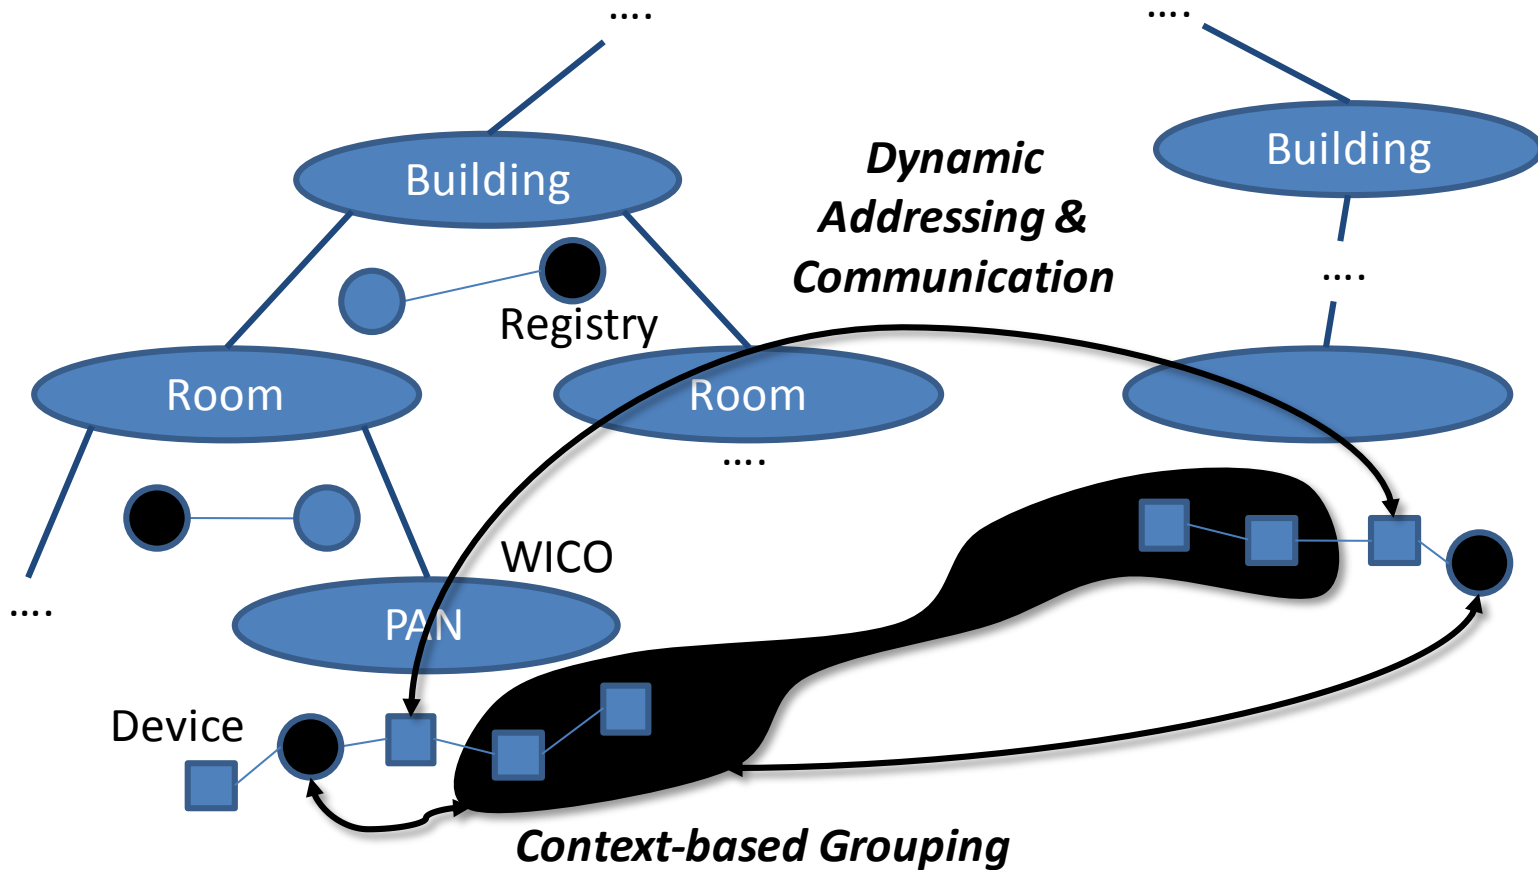 ....
....
Building
Building
Dynamic
Addressing &
Communication
....
Registry
Room
Room
....
WICO
....
PAN
Device
Context-based Grouping